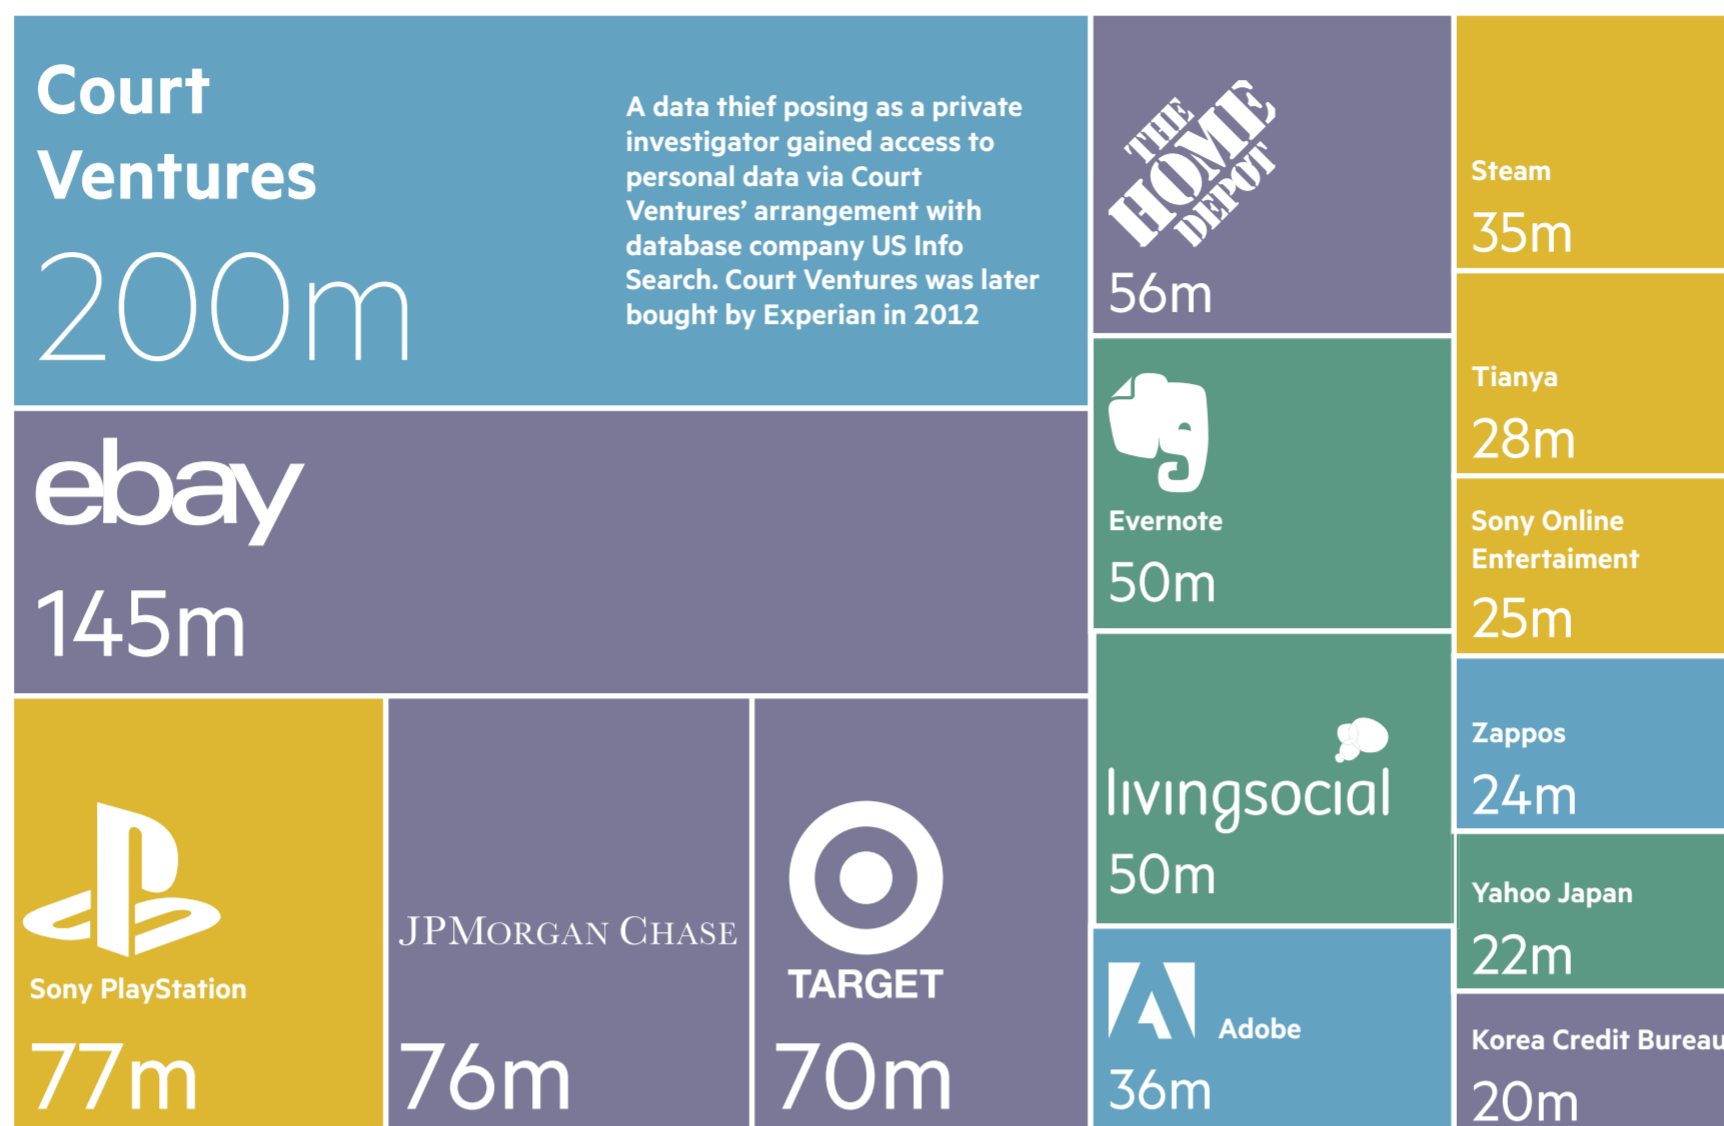 Court
Ventures
200m
A data thief posing as a private
investigator gained access to
personal data via Court
Ventures’ arrangement with
database company US Info
Search. Court Ventures was later
bought by Experian in 2012
ebay
145m
Sony PlayStation
77m
JPMORGAN CHASE
76m
TARGET
70m
THE
HOME
DEPOT
56m
Evernote
50m
livingsocial
50m
Adobe
36m
Steam
35m
Tianya
28m
Sony Online
Entertaiment
25m
Zappos
24m
Yahoo Japan
22m
Korea Credit Bureau
20m